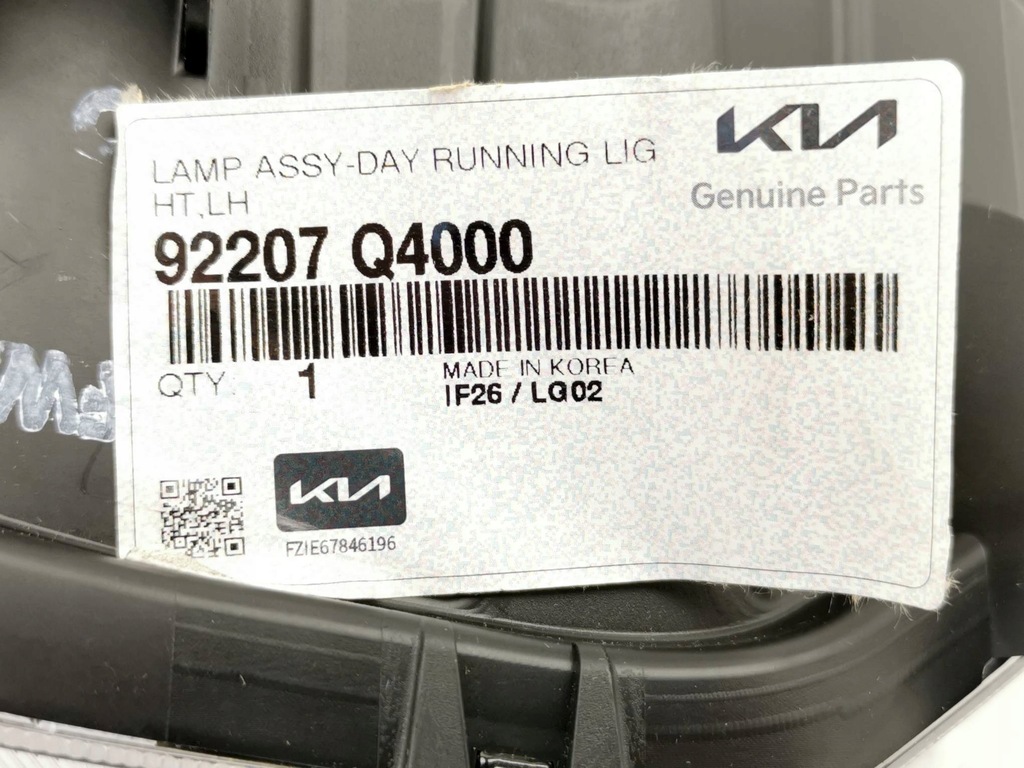 KIA
Genuine Parts
LAMP ASSY-DAY RUNNING LIG
HT,LH
92207 Q4000
QTY. 1
MADE IN KOREA
IF26 / LG02
KIA
FZIE67846196